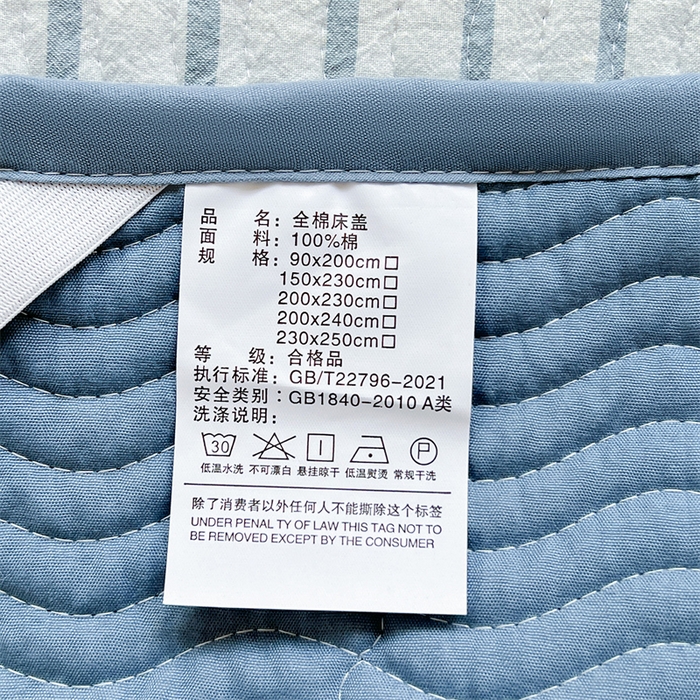 品 名：全棉床盖
面 料：100%棉
规 格：90x200cm□
150x230cm□
200x230cm□
200x240cm□
230x250cm□
等 级：合格品
执行标准：GB/T22796-2021
安全类别：GB1840-2010 A类
洗涤说明：
30 P
低温水洗 不可漂白 悬挂晾干 低温熨烫 常规干洗
除了消费者以外任何人不能撕除这个标签
UNDER PENAL TY OF LAW THIS TAG NOT TO
BE REMOVED EXCEPT BY THE CONSUMER